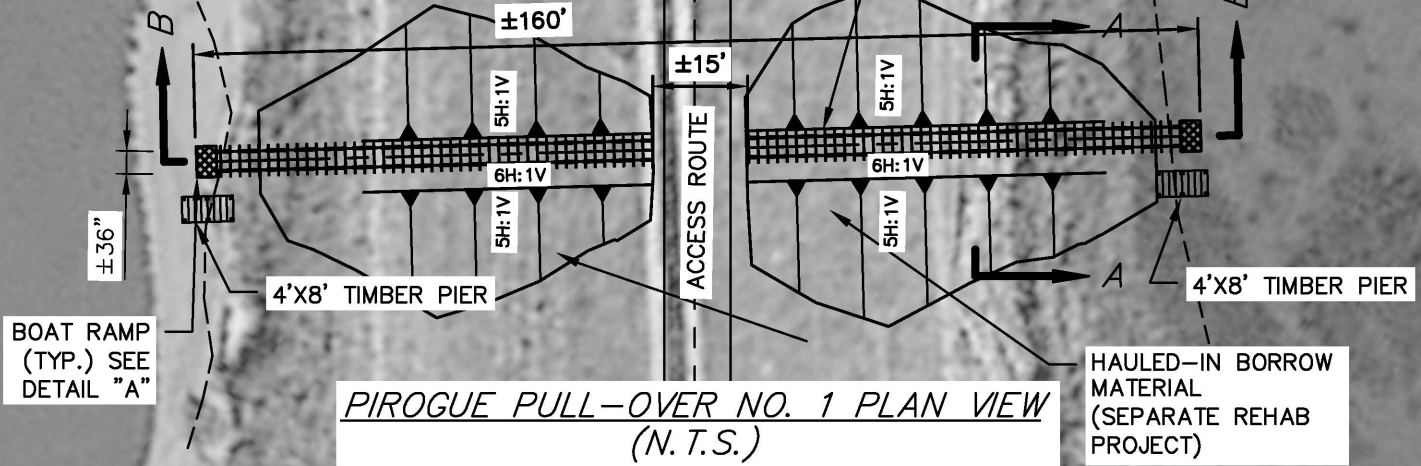 B
±160'
±15'
A
5H:1V
5H:1V
6H:1V
6H:1V
5H:1V
5H:1V
±36"
ACCESS ROUTE
A
4'X8' TIMBER PIER
4'X8' TIMBER PIER
BOAT RAMP
(TYP.) SEE
DETAIL "A"
HAULED-IN BORROW
MATERIAL
(SEPARATE REHAB
PROJECT)
PIROGUE PULL-OVER NO. 1 PLAN VIEW
(N.T.S.)